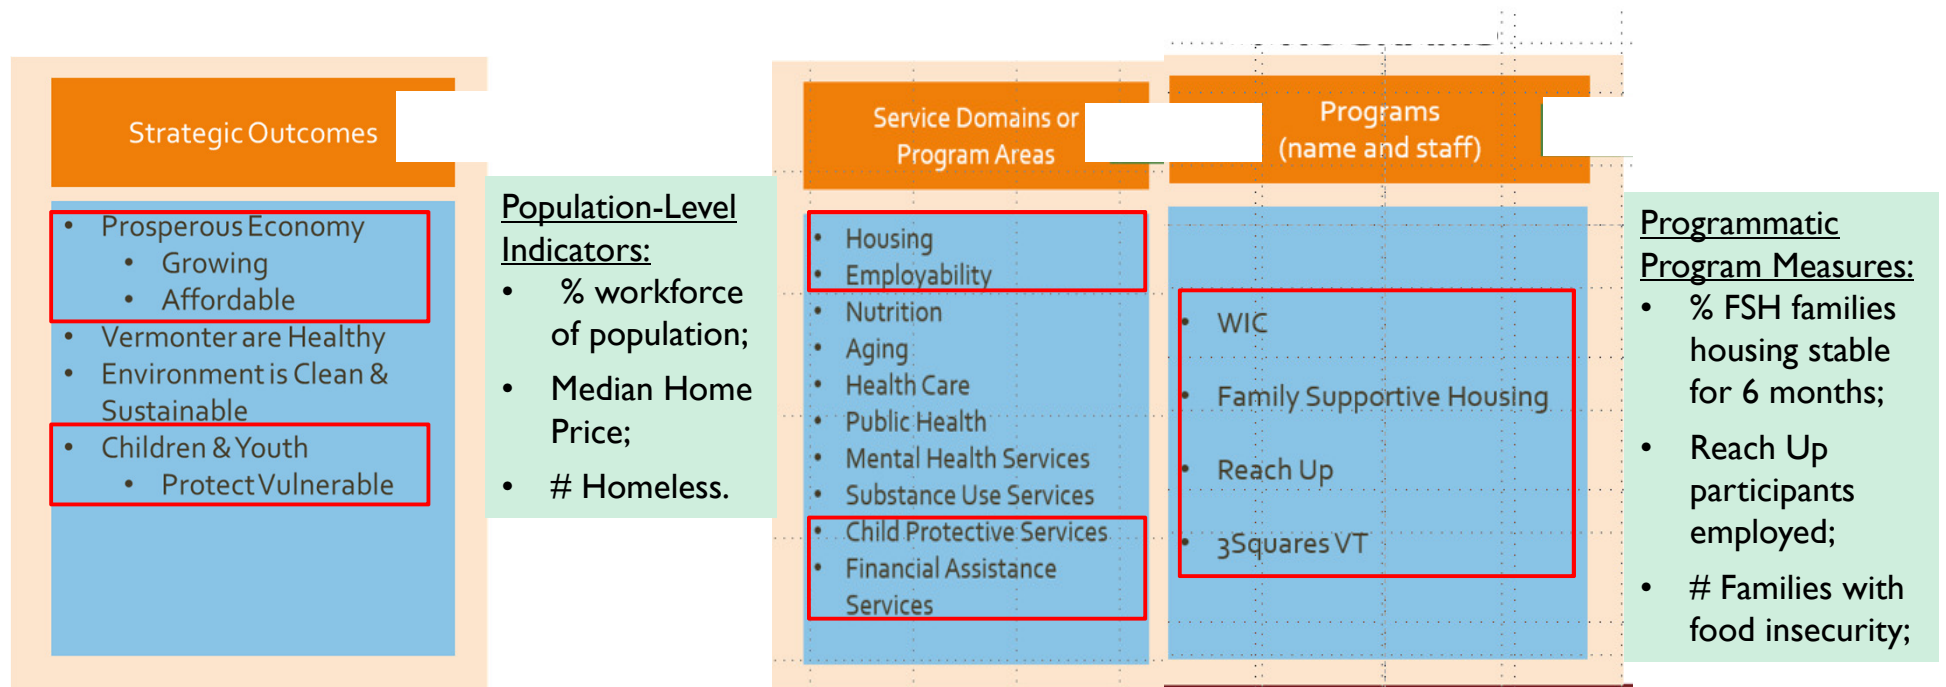 Strategic Outcomes
• Prosperous Economy
• Growing
• Affordable
• Vermonter are Healthy
• Environment is Clean &
Sustainable
• Children & Youth
• Protect Vulnerable
Population-Level
Indicators:
• % workforce
of population;
• Median Home
Price;
• # Homeless.
Service Domains or
Program Areas
• Housing
• Employability
• Nutrition
• Aging
• Health Care
• Public Health
• Mental Health Services
• Substance Use Services
• Child Protective Services
• Financial Assistance
Services
Programs
(name and staff)
• WIC
• Family Supportive Housing
• Reach Up
• 3Squares VT
Programmatic
Program Measures:
• % FSH families
housing stable
for 6 months;
• Reach Up
participants
employed;
• # Families with
food insecurity;